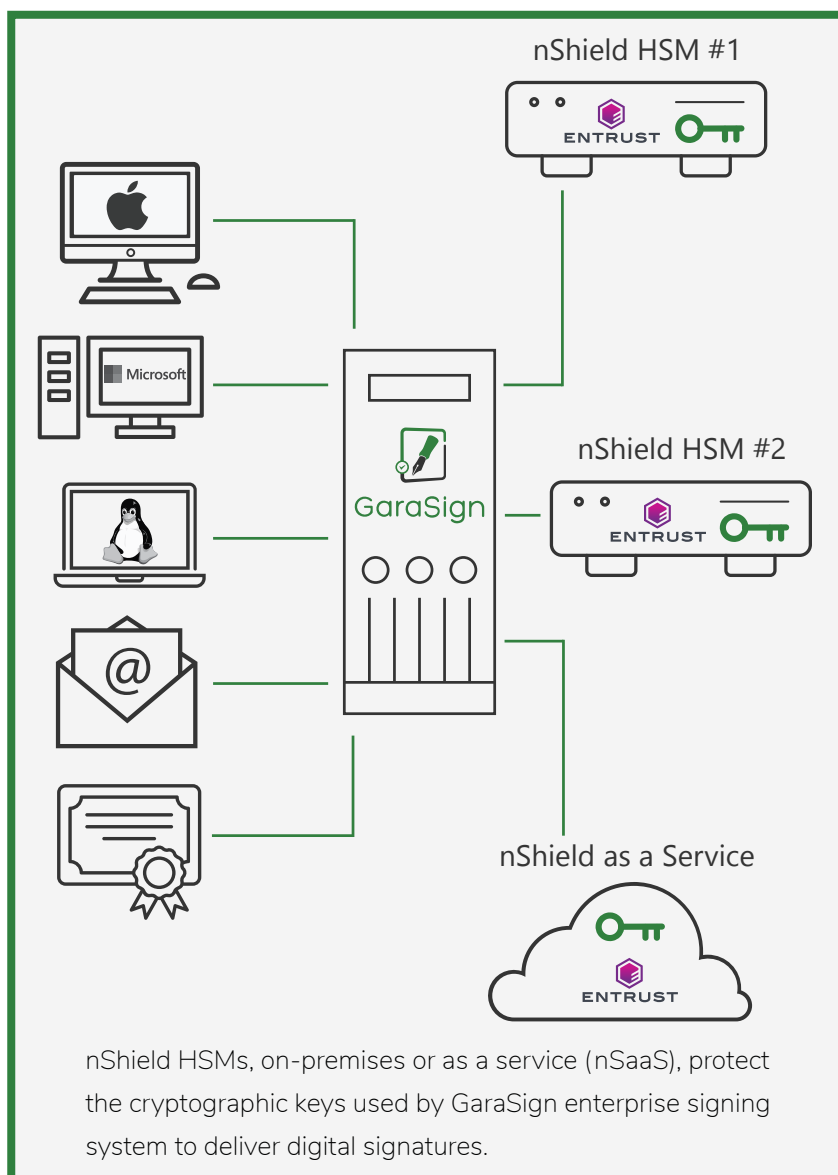 nShield HSM #1
ENTRUST
Microsoft
nShield HSM #2
GaraSign
ENTRUST
@
nShield as a Service
ENTRUST
nShield HSMs, on-premises or as a service (nSaaS), protect
the cryptographic keys used by GaraSign enterprise signing
system to deliver digital signatures.